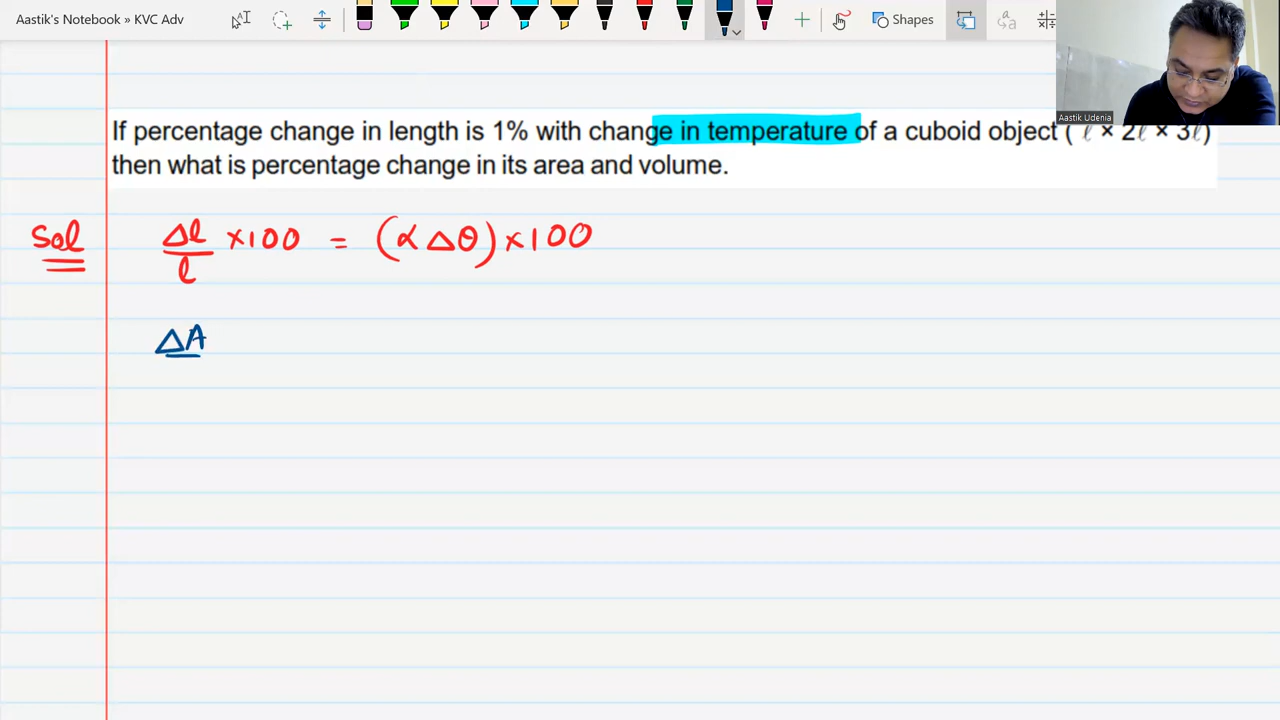 Aastik's Notebook » KVC Adv
Shapes
Aastik Udenia
If percentage change in length is 1% with change in temperature of a cuboid object ( ℓ × 2ℓ × 3ℓ)
then what is percentage change in its area and volume.
Sol Δl/l ×100 = (α Δθ)×100
ΔA